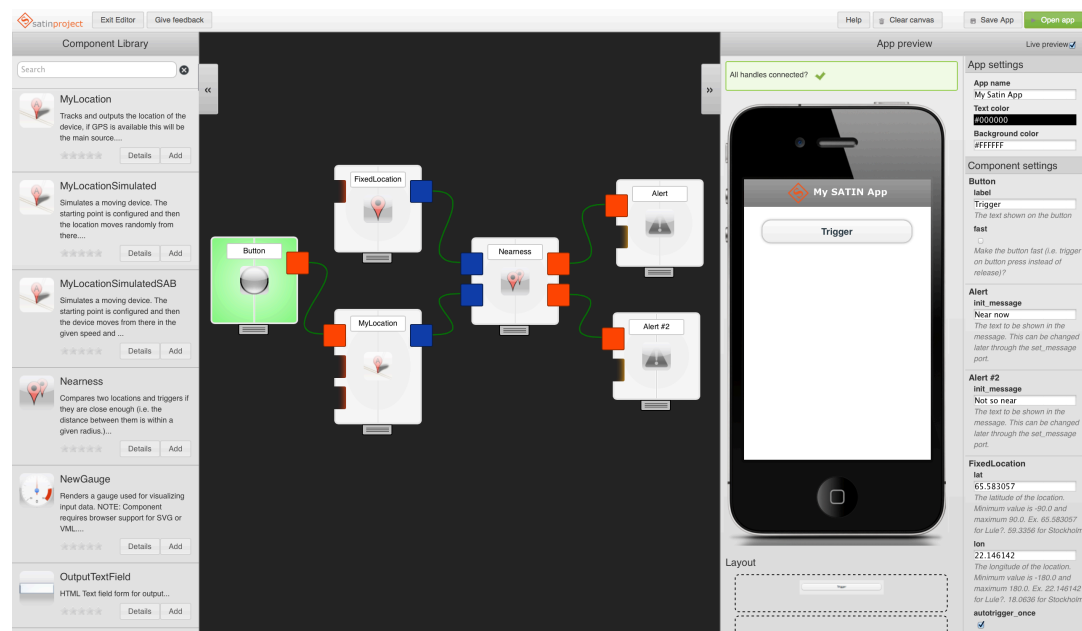 satinproject
Exit Editor
Give feedback
Help
Clear canvas
Save App
Open app
Component Library
App preview
Live preview
Search
MyLocation
Tracks and outputs the location of the
device, if GPS is available this will be
the main source....
Details
Add
MyLocationSimulated
Simulates a moving device. The
starting point is configured and then
the location moves randomly from
there....
Details
Add
MyLocationSimulatedSAB
Simulates a moving device. The
starting point is configured and then
the device moves from there in the
given speed and ...
Details
Add
Nearness
Compares two locations and triggers if
they are close enough (i.e. the
distance between them is within a
given radius.)...
Details
Add
NewGauge
Renders a gauge used for visualizing
input data. NOTE: Component
requires browser support for SVG or
VML....
Details
Add
OutputTextField
HTML Text field form for output...
Details
Add
«
»
FixedLocation
Alert
Button
Nearness
MyLocation
Alert #2
All handles connected?
My SATIN App
Trigger
Layout
Trigger
App settings
App name
My Satin App
Text color
#000000
Background color
#FFFFFF
Component settings
Button
label
Trigger
The text shown on the button
fast
Make the button fast (i.e. trigger
on button press instead of
release)?
Alert
init_message
Near now
The text to be shown in the
message. This can be changed
later through the set_message
port.
Alert #2
init_message
Not so near
The text to be shown in the
message. This can be changed
later through the set_message
port.
FixedLocation
lat
65.583057
The latitude of the location.
Minimum value is -90.0 and
maximum 90.0. Ex. 65.583057
for Lule?. 59.3356 for Stockholm
lon
22.146142
The longitude of the location.
Minimum value is -180.0 and
maximum 180.0. Ex. 22.146142
for Lule?. 18.0636 for Stockholm
autotrigger_once